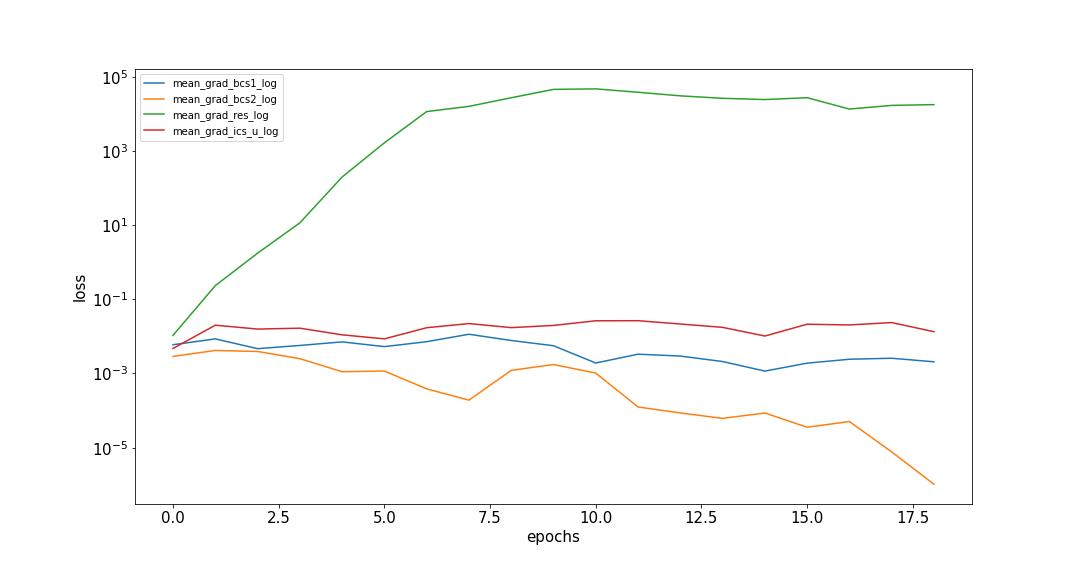 mean_grad_bcs1_log
mean_grad_bcs2_log
mean_grad_res_log
mean_grad_ics_u_log
10^5
10^3
10^1
10^−1
10^−3
10^−5
loss
0.0 2.5 5.0 7.5 10.0 12.5 15.0 17.5
epochs